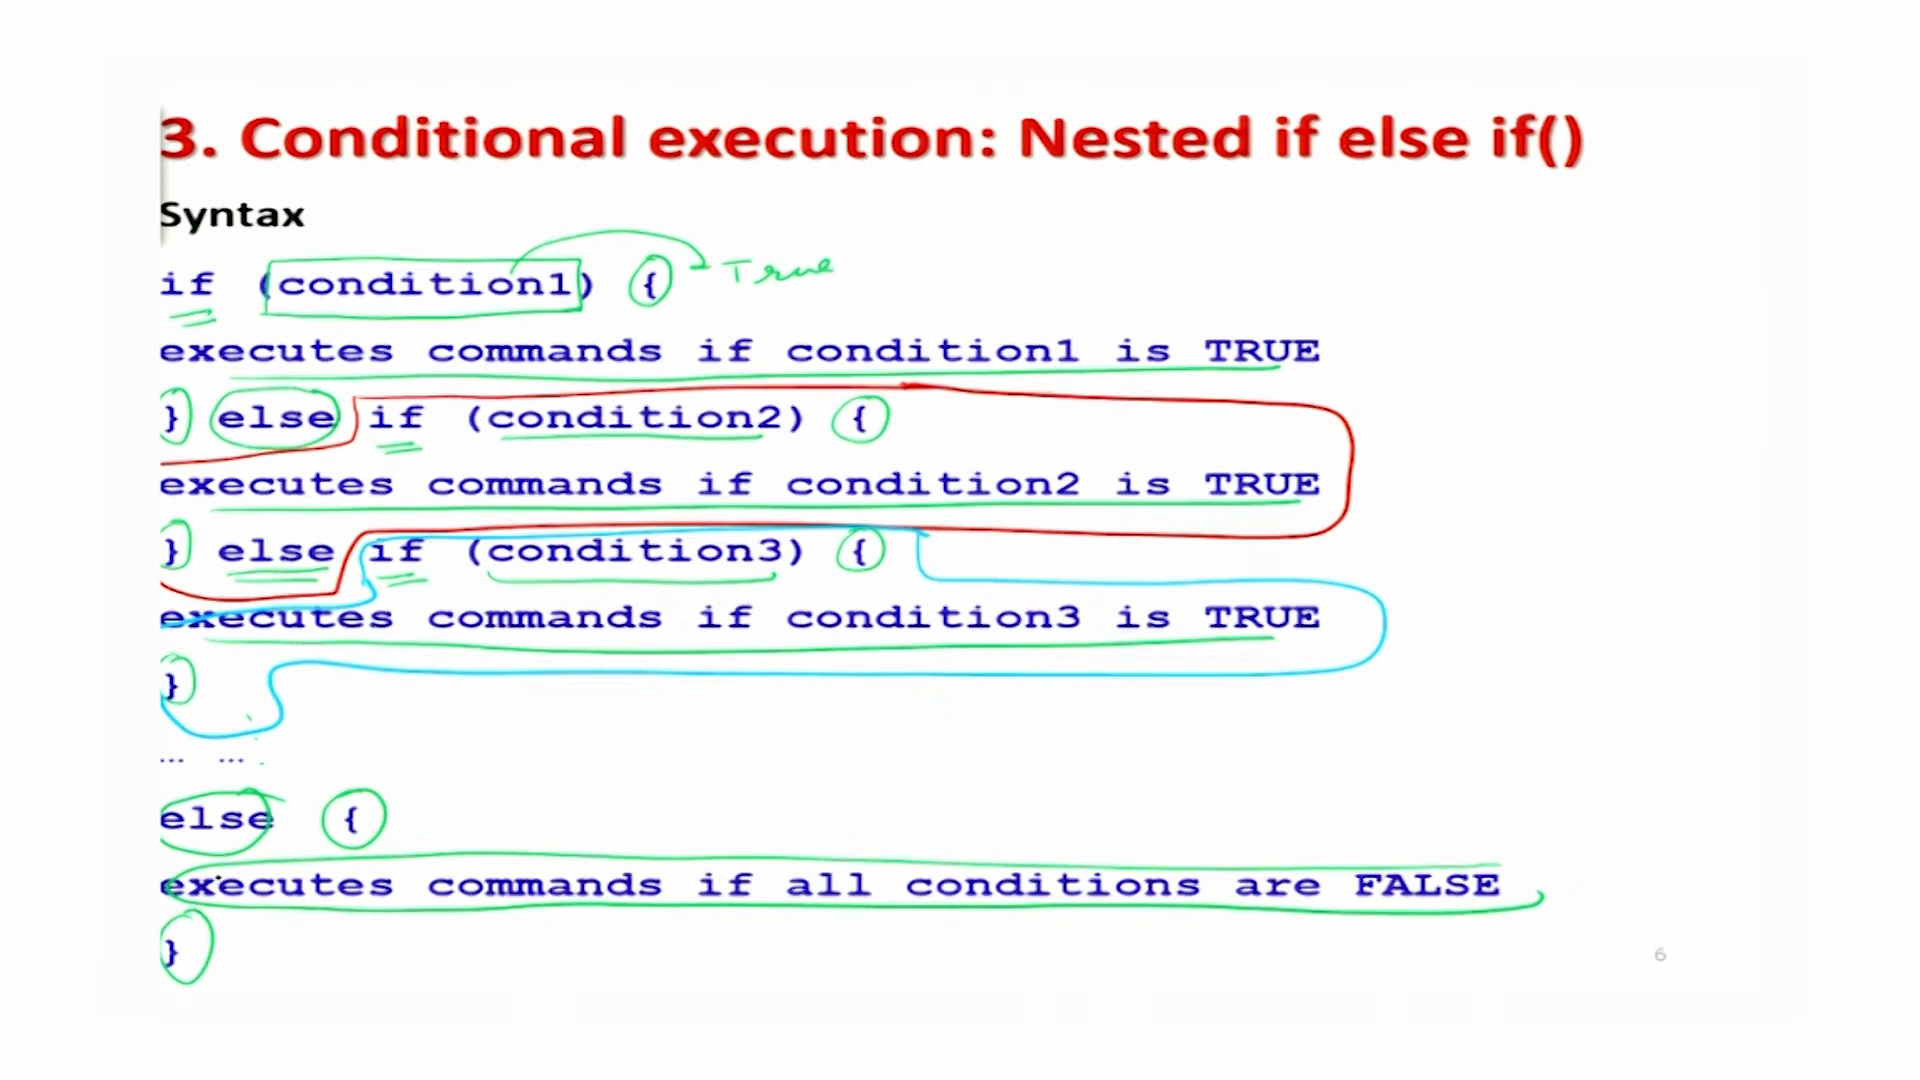 3. Conditional execution: Nested if else if()
Syntax
if (condition1) { True
executes commands if condition1 is TRUE
} else if (condition2) {
executes commands if condition2 is TRUE
} else if (condition3) {
executes commands if condition3 is TRUE
}
… …
else {
executes commands if all conditions are FALSE
}
6